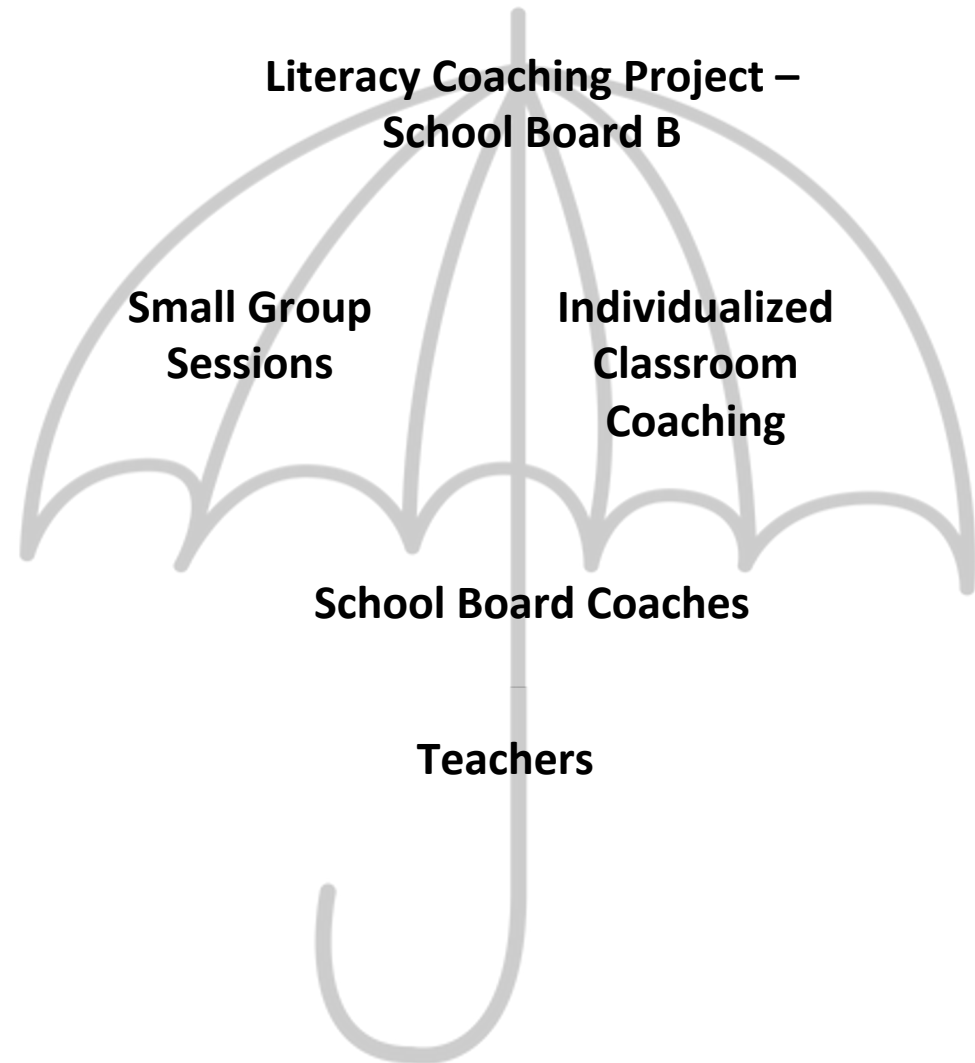 Literacy Coaching Project –
School Board B
Small Group
Sessions
Individualized
Classroom
Coaching
School Board Coaches
Teachers